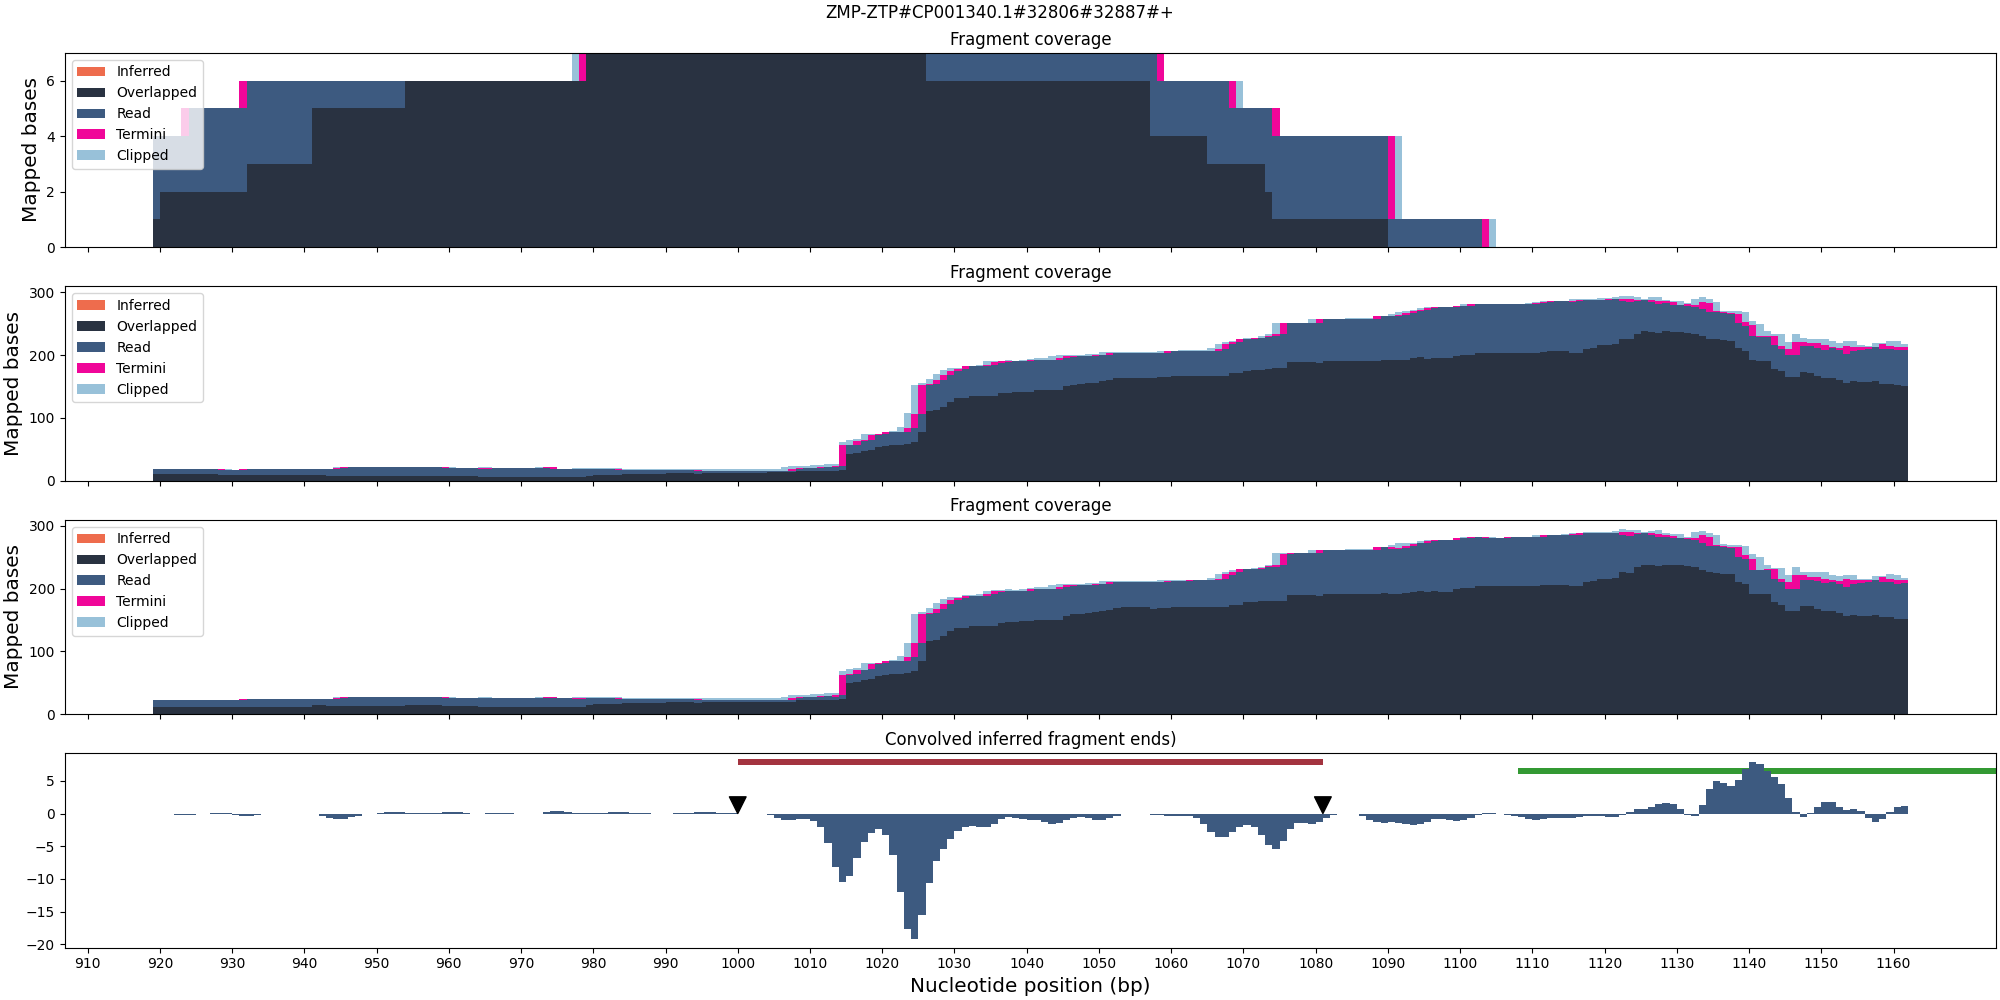 ZMP-ZTP#CP001340.1#32806#32887#+
Fragment coverage
Mapped bases
6
4
2
0
Inferred
Overlapped
Read
Termini
Clipped
Fragment coverage
Mapped bases
300
200
100
0
Inferred
Overlapped
Read
Termini
Clipped
Fragment coverage
Mapped bases
300
200
100
0
Inferred
Overlapped
Read
Termini
Clipped
Convolved inferred fragment ends)
5
0
−5
−10
−15
−20
910 920 930 940 950 960 970 980 990 1000 1010 1020 1030 1040 1050 1060 1070 1080 1090 1100 1110 1120 1130 1140 1150 1160
Nucleotide position (bp)